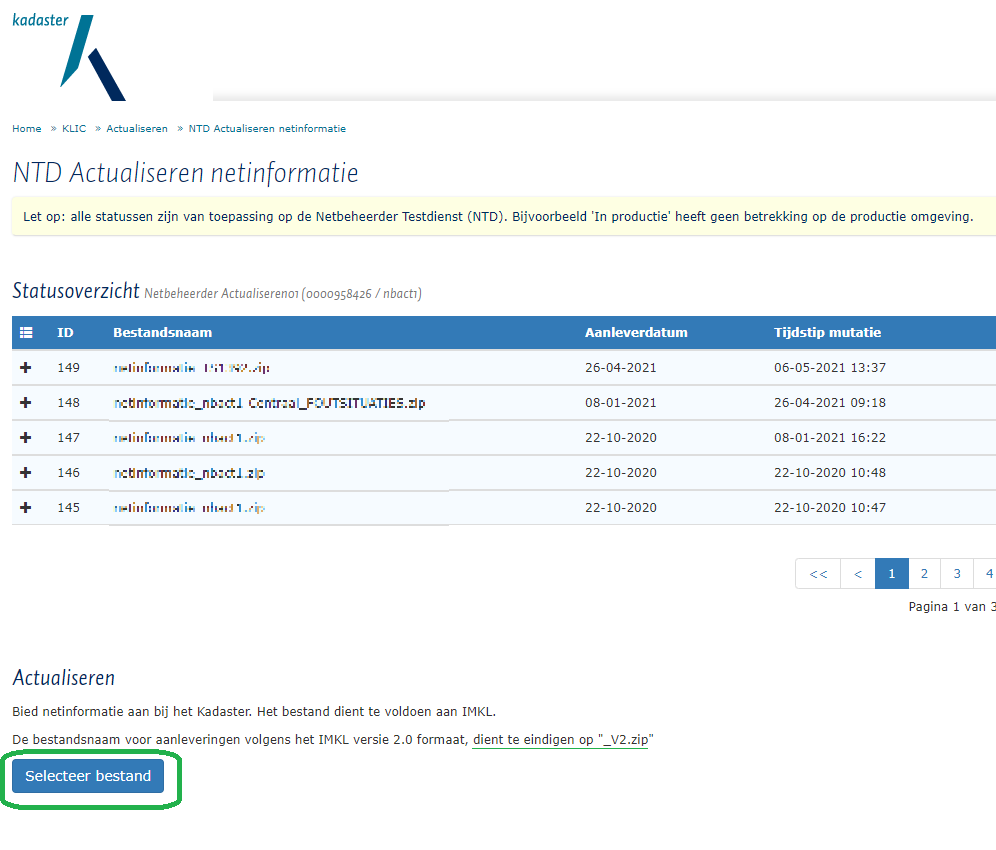 kadaster
Home » KLIC » Actualiseren » NTD Actualiseren netinformatie
NTD Actualiseren netinformatie
Let op: alle statussen zijn van toepassing op de Netbeheerder Testdienst (NTD). Bijvoorbeeld 'In productie' heeft geen betrekking op de productie omgeving.
Statusoverzicht Netbeheerder Actualiseren01 (0000958426 / nbact1)
ID Bestandsnaam Aanleverdatum Tijdstip mutatie
+ 149 26-04-2021 06-05-2021 13:37
+ 148 netinformatie_nbact1_Centraal_FOUTSITUATIES.zip 08-01-2021 26-04-2021 09:18
+ 147 netinformatie_nbact1.zip 22-10-2020 08-01-2021 16:22
+ 146 netinformatie_nbact1.zip 22-10-2020 22-10-2020 10:48
+ 145 netinformatie_nbact1.zip 22-10-2020 22-10-2020 10:47
<< < 1 2 3 4
Pagina 1 van 3
Actualiseren
Bied netinformatie aan bij het Kadaster. Het bestand dient te voldoen aan IMKL.
De bestandsnaam voor aanleveringen volgens het IMKL versie 2.0 formaat, dient te eindigen op "_V2.zip"
Selecteer bestand